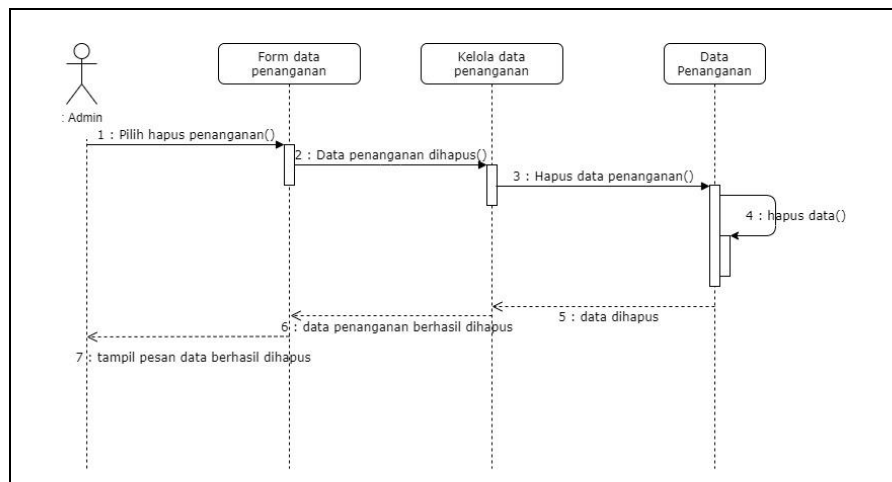 Form data
penanganan
Kelola data
penanganan
Data
Penanganan
: Admin
1 : Pilih hapus penanganan()
2 : Data penanganan dihapus()
3 : Hapus data penanganan()
4 : hapus data()
5 : data dihapus
6 : data penanganan berhasil dihapus
7 : tampil pesan data berhasil dihapus